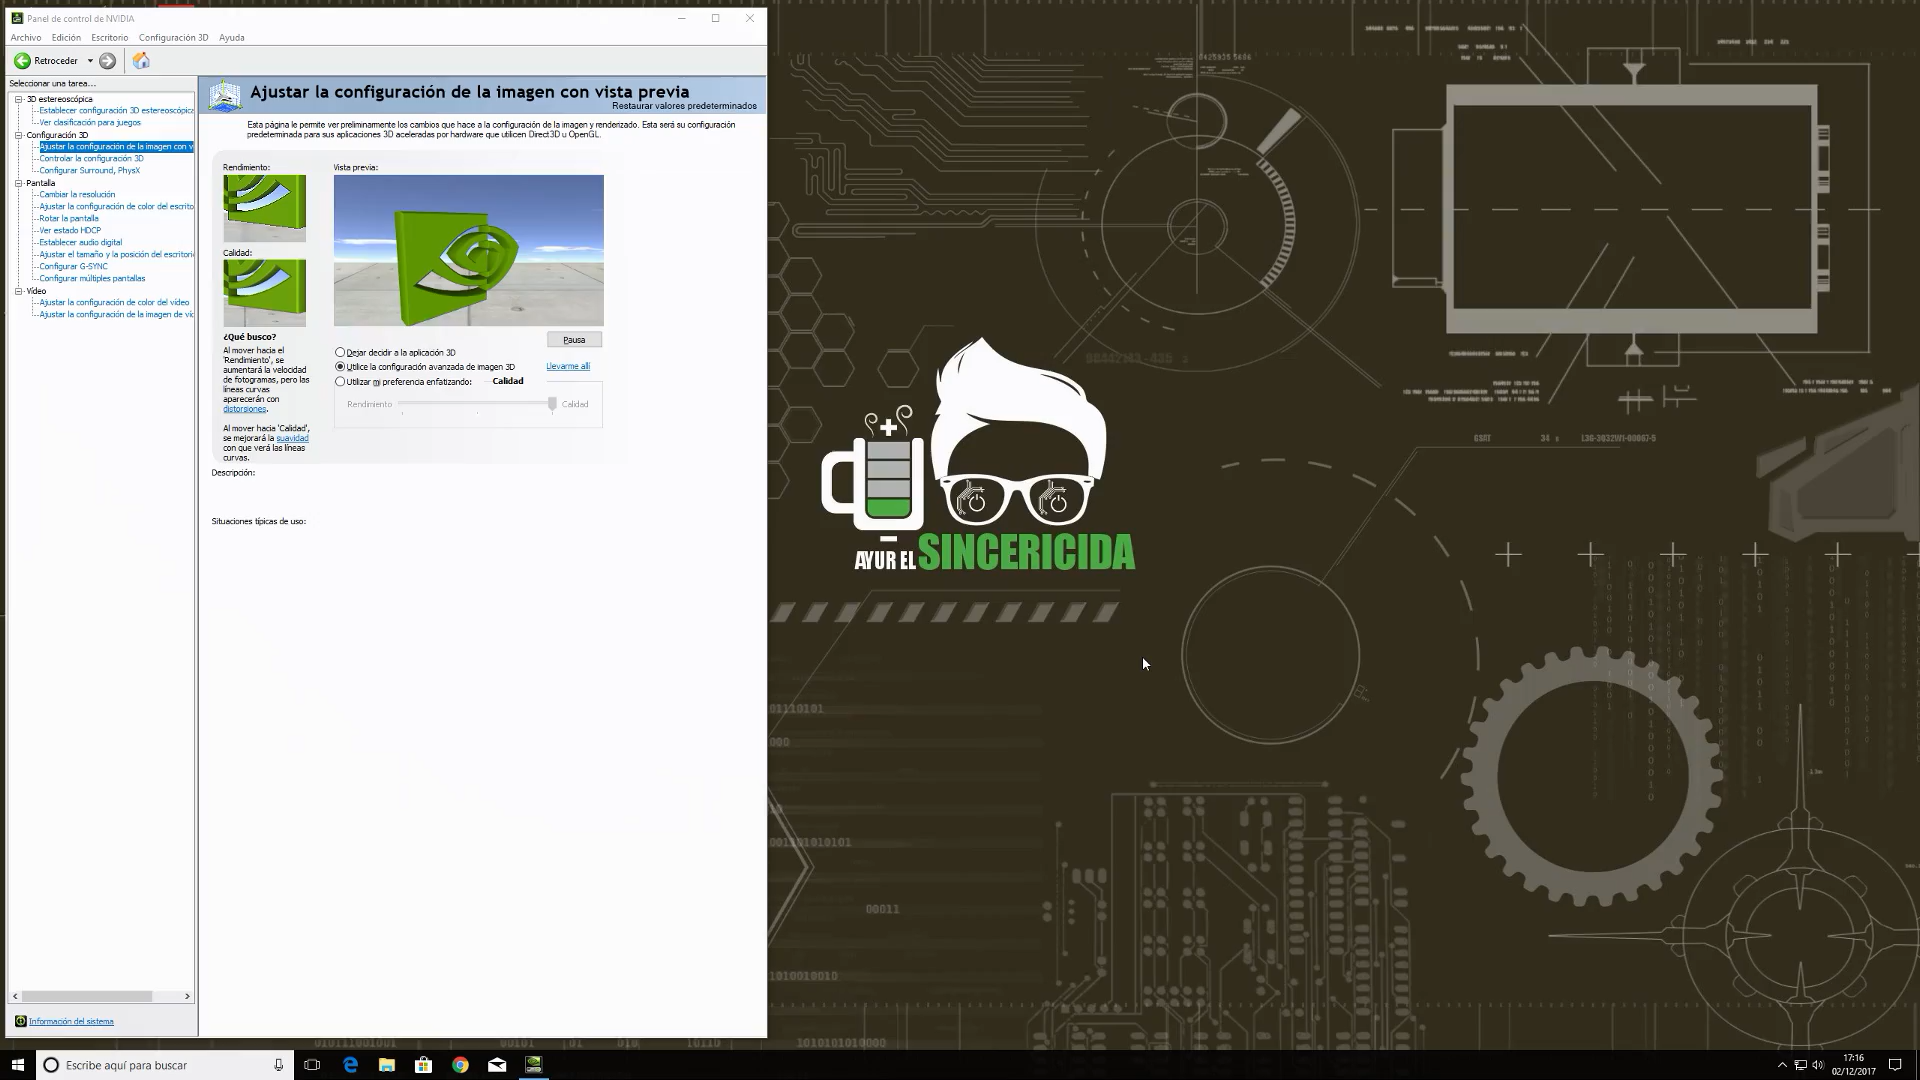 Panel de control de NVIDIA
Archivo Edición Escritorio Configuración 3D Ayuda
Retroceder
Seleccionar una tarea...
3D estereoscópica
Establecer configuración 3D estereoscópica
Ver clasificación para juegos
Configuración 3D
Ajustar la configuración de la imagen con v
Controlar la configuración 3D
Configurar Surround, PhysX
Pantalla
Cambiar la resolución
Ajustar la configuración de color del escrito
Rotar la pantalla
Ver estado HDCP
Establecer audio digital
Ajustar el tamaño y la posición del escritori
Configurar G-SYNC
Configurar múltiples pantallas
Vídeo
Ajustar la configuración de color del vídeo
Ajustar la configuración de la imagen de ví
Información del sistema
Ajustar la configuración de la imagen con vista previa
Restaurar valores predeterminados
Esta página le permite ver preliminarmente los cambios que hace a la configuración de la imagen y renderizado. Esta será su configuración
predeterminada para sus aplicaciones 3D aceleradas por hardware que utilicen Direct3D u OpenGL.
Rendimiento:
Vista previa:
Calidad:
¿Qué busco?
Al mover hacia el
'Rendimiento', se
aumentará la velocidad
de fotogramas, pero las
líneas curvas
aparecerán con
distorsiones.
Al mover hacia 'Calidad',
se mejorará la suavidad
con que verá las líneas
curvas.
Pausa
Dejar decidir a la aplicación 3D
Utilice la configuración avanzada de imagen 3D
Llevarme allí
Utilizar mi preferencia enfatizando: Calidad
Rendimiento Calidad
Descripción:
Situaciones típicas de uso:
AYUR EL SINCERICIDA
01110101
000
001101010101
00011
1010010010
1010101010000
Escribe aquí para buscar
17:16
02/12/2017